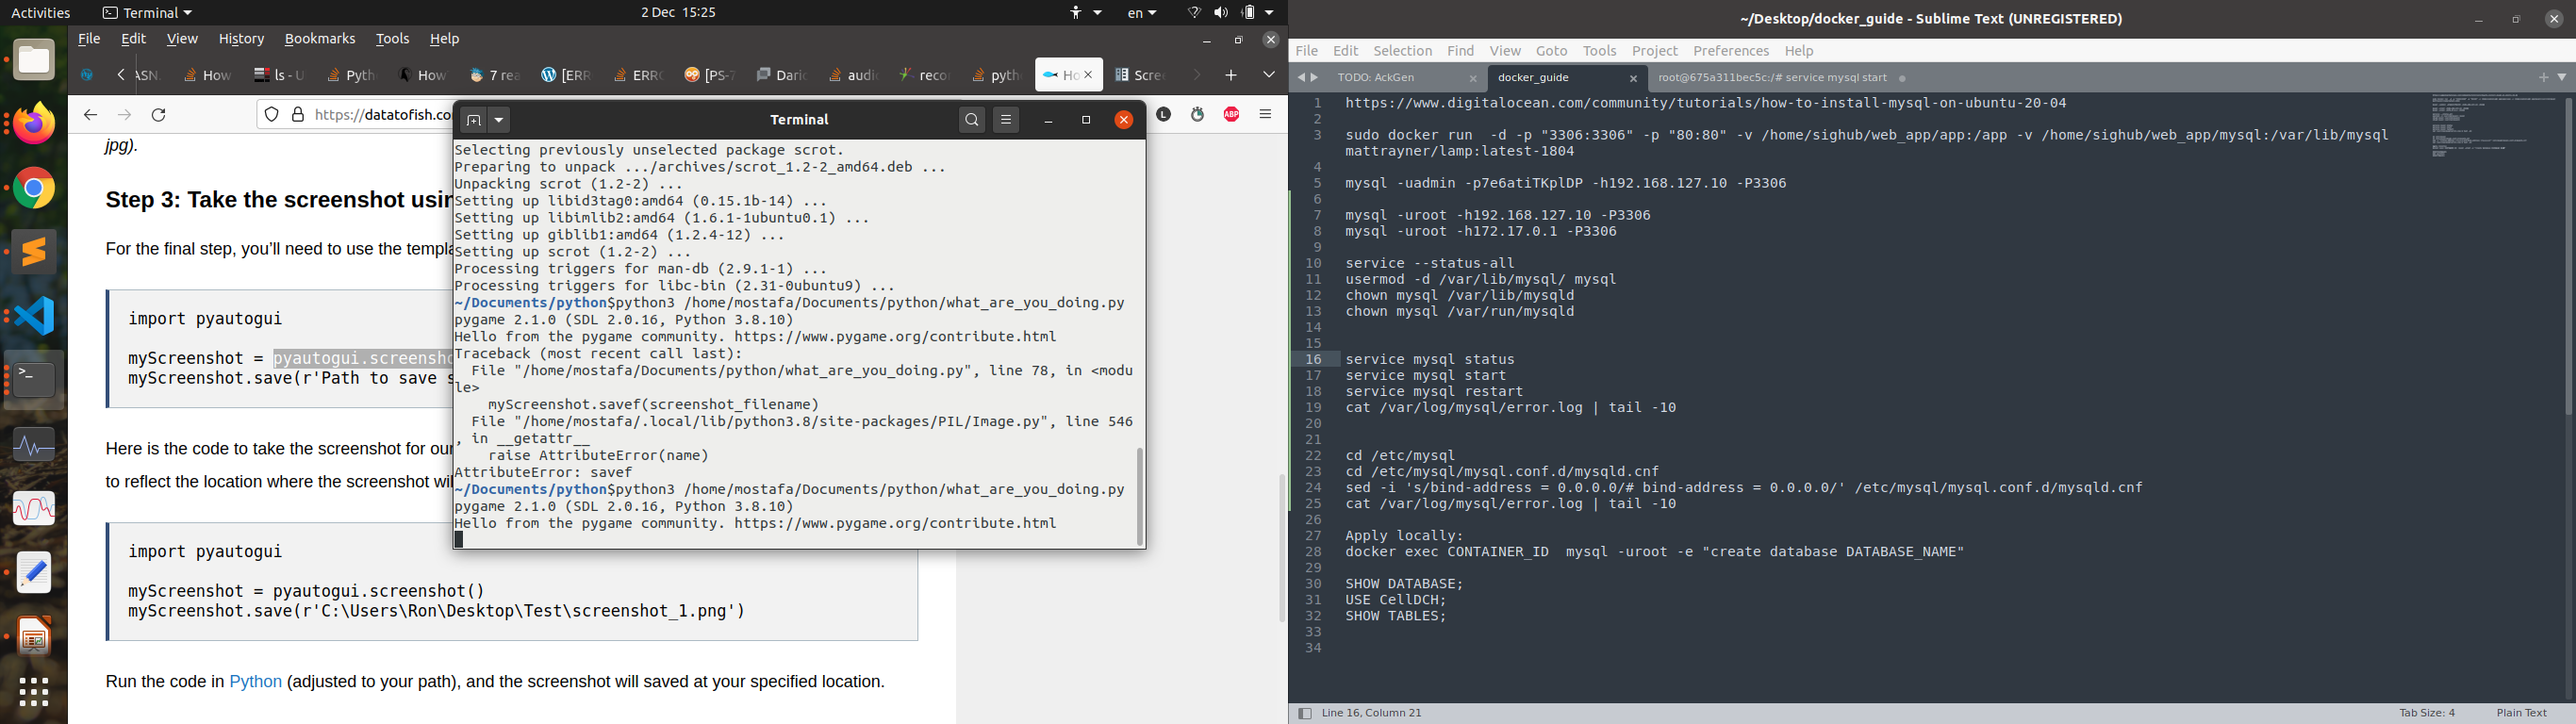 Activities
Terminal
2 Dec 15:25
en
File Edit View History Bookmarks Tools Help
ASN. How ls - U Pyth How 7 rea [ERR ERRC [PS-7 Daric audic recor pyth Ho Scre
https://datatofish.co
ABP
jpg).
Step 3: Take the screenshot usin
For the final step, you'll need to use the templa
import pyautogui
myScreenshot = pyautogui.screensho
myScreenshot.save(r'Path to save s
Here is the code to take the screenshot for our
to reflect the location where the screenshot wil
import pyautogui
myScreenshot = pyautogui.screenshot()
myScreenshot.save(r'C:\Users\Ron\Desktop\Test\screenshot_1.png')
Run the code in Python (adjusted to your path), and the screenshot will saved at your specified location.
Terminal
Selecting previously unselected package scrot.
Preparing to unpack .../archives/scrot_1.2-2_amd64.deb ...
Unpacking scrot (1.2-2) ...
Setting up libid3tag0:amd64 (0.15.1b-14) ...
Setting up libimlib2:amd64 (1.6.1-1ubuntu0.1) ...
Setting up giblib1:amd64 (1.2.4-12) ...
Setting up scrot (1.2-2) ...
Processing triggers for man-db (2.9.1-1) ...
Processing triggers for libc-bin (2.31-0ubuntu9) ...
~/Documents/python$python3 /home/mostafa/Documents/python/what_are_you_doing.py
pygame 2.1.0 (SDL 2.0.16, Python 3.8.10)
Hello from the pygame community. https://www.pygame.org/contribute.html
Traceback (most recent call last):
File "/home/mostafa/Documents/python/what_are_you_doing.py", line 78, in <modu
le>
myScreenshot.savef(screenshot_filename)
File "/home/mostafa/.local/lib/python3.8/site-packages/PIL/Image.py", line 546
, in __getattr__
raise AttributeError(name)
AttributeError: savef
~/Documents/python$python3 /home/mostafa/Documents/python/what_are_you_doing.py
pygame 2.1.0 (SDL 2.0.16, Python 3.8.10)
Hello from the pygame community. https://www.pygame.org/contribute.html
~/Desktop/docker_guide - Sublime Text (UNREGISTERED)
File Edit Selection Find View Goto Tools Project Preferences Help
TODO: AckGen docker_guide root@675a311bec5c:/# service mysql start
1 https://www.digitalocean.com/community/tutorials/how-to-install-mysql-on-ubuntu-20-04
2
3 sudo docker run -d -p "3306:3306" -p "80:80" -v /home/sighub/web_app/app:/app -v /home/sighub/web_app/mysql:/var/lib/mysql
mattrayner/lamp:latest-1804
4
5 mysql -uadmin -p7e6atiTKplDP -h192.168.127.10 -P3306
6
7 mysql -uroot -h192.168.127.10 -P3306
8 mysql -uroot -h172.17.0.1 -P3306
9
10 service --status-all
11 usermod -d /var/lib/mysql/ mysql
12 chown mysql /var/lib/mysqld
13 chown mysql /var/run/mysqld
14
15
16 service mysql status
17 service mysql start
18 service mysql restart
19 cat /var/log/mysql/error.log | tail -10
20
21
22 cd /etc/mysql
23 cd /etc/mysql/mysql.conf.d/mysqld.cnf
24 sed -i 's/bind-address = 0.0.0.0/# bind-address = 0.0.0.0/' /etc/mysql/mysql.conf.d/mysqld.cnf
25 cat /var/log/mysql/error.log | tail -10
26
27 Apply locally:
28 docker exec CONTAINER_ID mysql -uroot -e "create database DATABASE_NAME"
29
30 SHOW DATABASE;
31 USE CellDCH;
32 SHOW TABLES;
33
34
Line 16, Column 21
Tab Size: 4
Plain Text